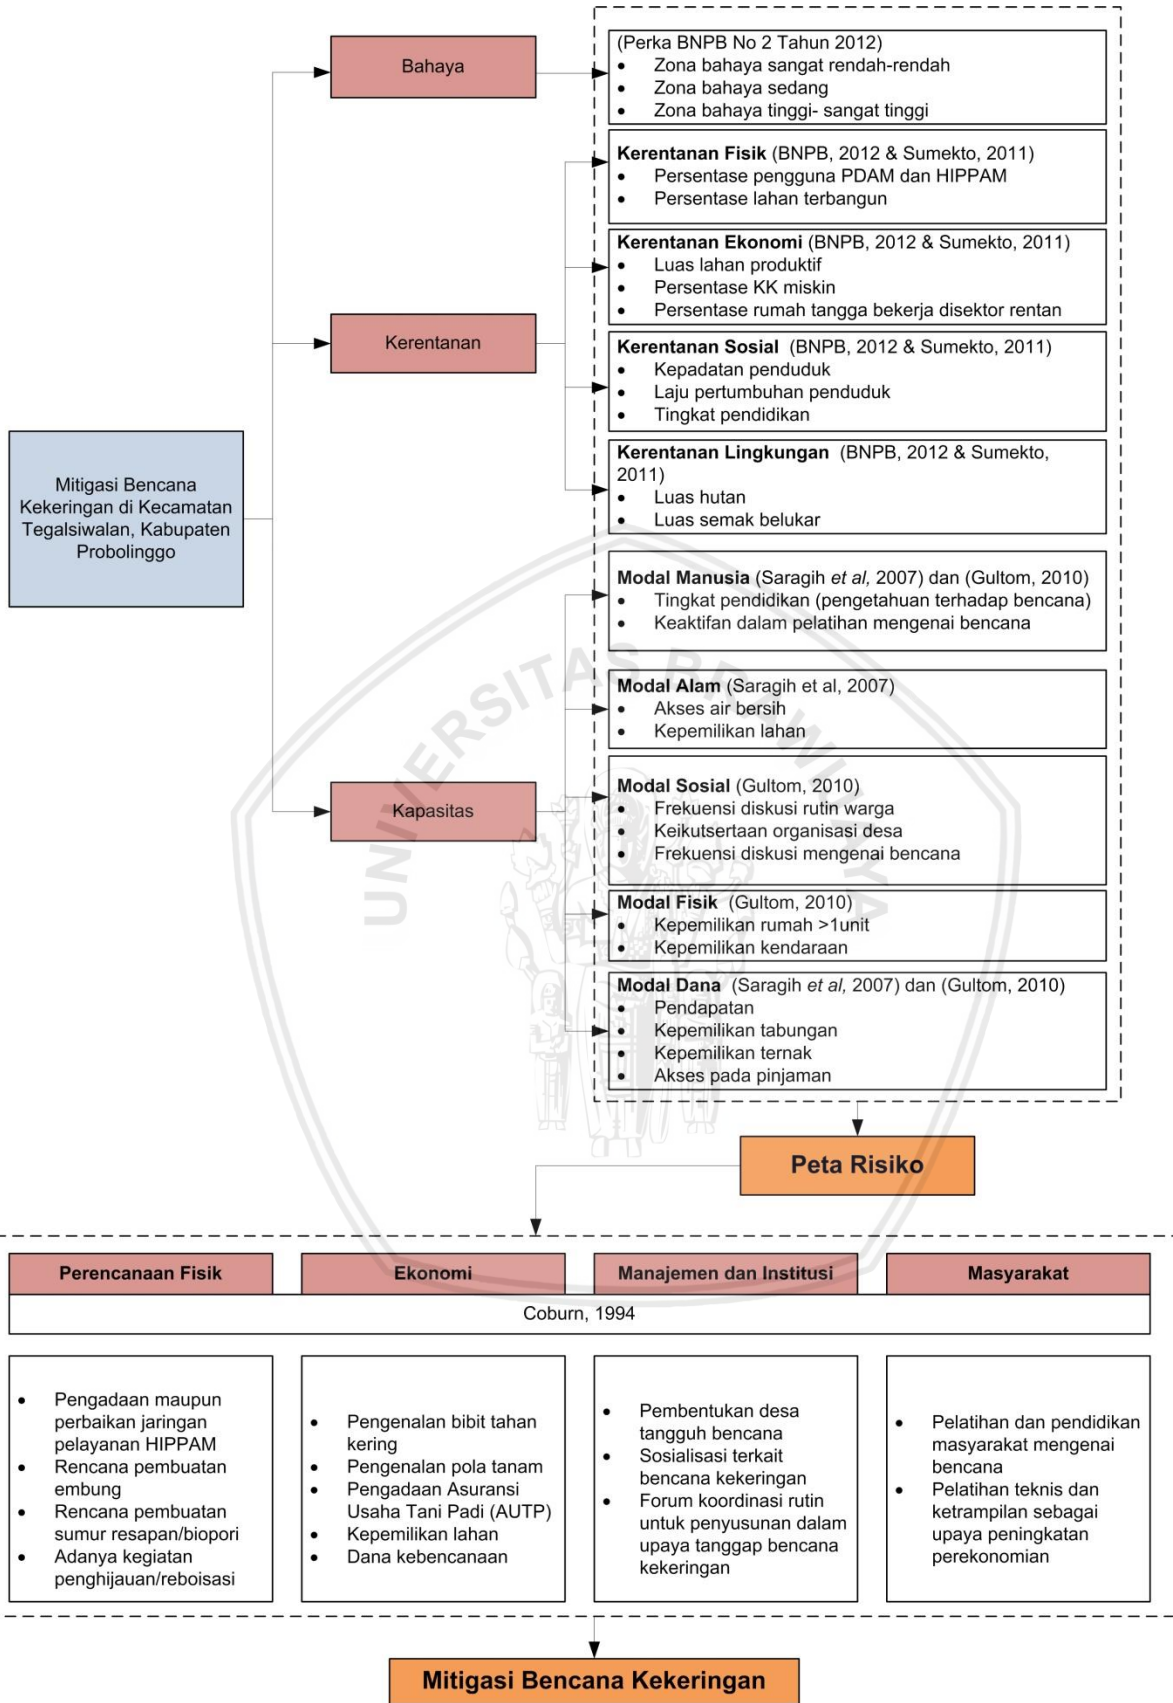 Bahaya
(Perka BNPB No 2 Tahun 2012)
• Zona bahaya sangat rendah-rendah
• Zona bahaya sedang
• Zona bahaya tinggi- sangat tinggi
Kerentanan
Kerentanan Fisik (BNPB, 2012 & Sumekto, 2011)
• Persentase pengguna PDAM dan HIPPAM
• Persentase lahan terbangun
Kerentanan Ekonomi (BNPB, 2012 & Sumekto, 2011)
• Luas lahan produktif
• Persentase KK miskin
• Persentase rumah tangga bekerja disektor rentan
Kerentanan Sosial (BNPB, 2012 & Sumekto, 2011)
• Kepadatan penduduk
• Laju pertumbuhan penduduk
• Tingkat pendidikan
Kerentanan Lingkungan (BNPB, 2012 & Sumekto,
2011)
• Luas hutan
• Luas semak belukar
Mitigasi Bencana
Kekeringan di Kecamatan
Tegalsiwalan, Kabupaten
Probolinggo
Kapasitas
Modal Manusia (Saragih et al, 2007) dan (Gultom, 2010)
• Tingkat pendidikan (pengetahuan terhadap bencana)
• Keaktifan dalam pelatihan mengenai bencana
Modal Alam (Saragih et al, 2007)
• Akses air bersih
• Kepemilikan lahan
Modal Sosial (Gultom, 2010)
• Frekuensi diskusi rutin warga
• Keikutsertaan organisasi desa
• Frekuensi diskusi mengenai bencana
Modal Fisik (Gultom, 2010)
• Kepemilikan rumah >1unit
• Kepemilikan kendaraan
Modal Dana (Saragih et al, 2007) dan (Gultom, 2010)
• Pendapatan
• Kepemilikan tabungan
• Kepemilikan ternak
• Akses pada pinjaman
UNIVERSITAS BRAWIJAYA
Peta Risiko
Perencanaan Fisik
Ekonomi
Manajemen dan Institusi
Masyarakat
Coburn, 1994
• Pengadaan maupun
perbaikan jaringan
pelayanan HIPPAM
• Rencana pembuatan
embung
• Rencana pembuatan
sumur resapan/biopori
• Adanya kegiatan
penghijauan/reboisasi
• Pengenalan bibit tahan
kering
• Pengenalan pola tanam
• Pengadaan Asuransi
Usaha Tani Padi (AUTP)
• Kepemilikan lahan
• Dana kebencanaan
• Pembentukan desa
tangguh bencana
• Sosialisasi terkait
bencana kekeringan
• Forum koordinasi rutin
untuk penyusunan dalam
upaya tanggap bencana
kekeringan
• Pelatihan dan pendidikan
masyarakat mengenai
bencana
• Pelatihan teknis dan
ketrampilan sebagai
upaya peningkatan
perekonomian
Mitigasi Bencana Kekeringan